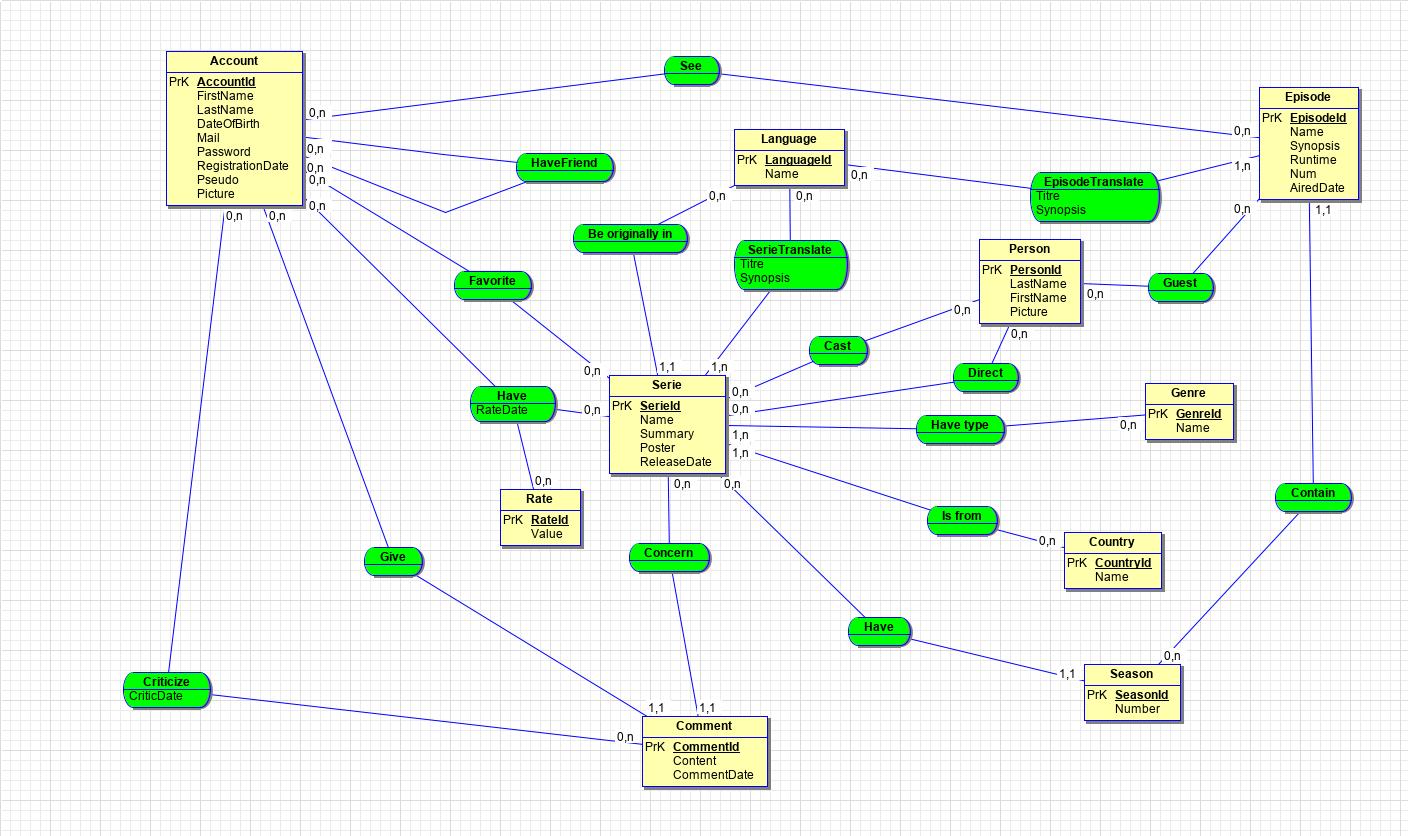 Account
PrK AccountId
FirstName
LastName
DateOfBirth
Mail
Password
RegistrationDate
Pseudo
Picture
0,n
0,n
0,n
0,n
0,n
0,n
0,n
See
HaveFriend
Language
PrK LanguageId
Name
0,n
0,n
0,n
Episode
PrK EpisodeId
Name
Synopsis
Runtime
Num
AiredDate
0,n
1,n
0,n
1,1
EpisodeTranslate
Titre
Synopsis
Be originally in
SerieTranslate
Titre
Synopsis
Person
PrK PersonId
LastName
FirstName
Picture
0,n
0,n
0,n
Guest
Favorite
Cast
Direct
Have
RateDate
Serie
PrK SerieId
Name
Summary
Poster
ReleaseDate
0,n
1,1
1,n
0,n
0,n
0,n
1,n
1,n
0,n
0,n
Have type
0,n
Genre
PrK GenreId
Name
0,n
Rate
PrK RateId
Value
Is from
0,n
Country
PrK CountryId
Name
Contain
Give
Concern
Have
1,1
0,n
Season
PrK SeasonId
Number
Criticize
CriticDate
1,1
1,1
0,n
Comment
PrK CommentId
Content
CommentDate